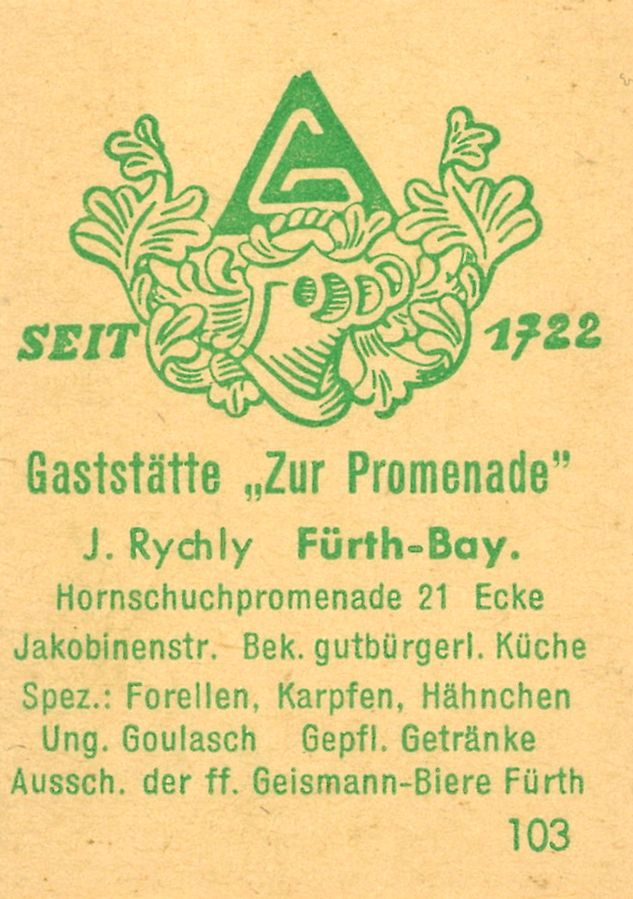 G
SEIT 1722
Gaststätte „Zur Promenade”
J. Rychly Fürth-Bay.
Hornschuchpromenade 21 Ecke
Jakobinenstr. Bek. gutbürgerl. Küche
Spez.: Forellen, Karpfen, Hähnchen
Ung. Goulasch Gepfl. Getränke
Aussch. der ff. Geismann-Biere Fürth
103